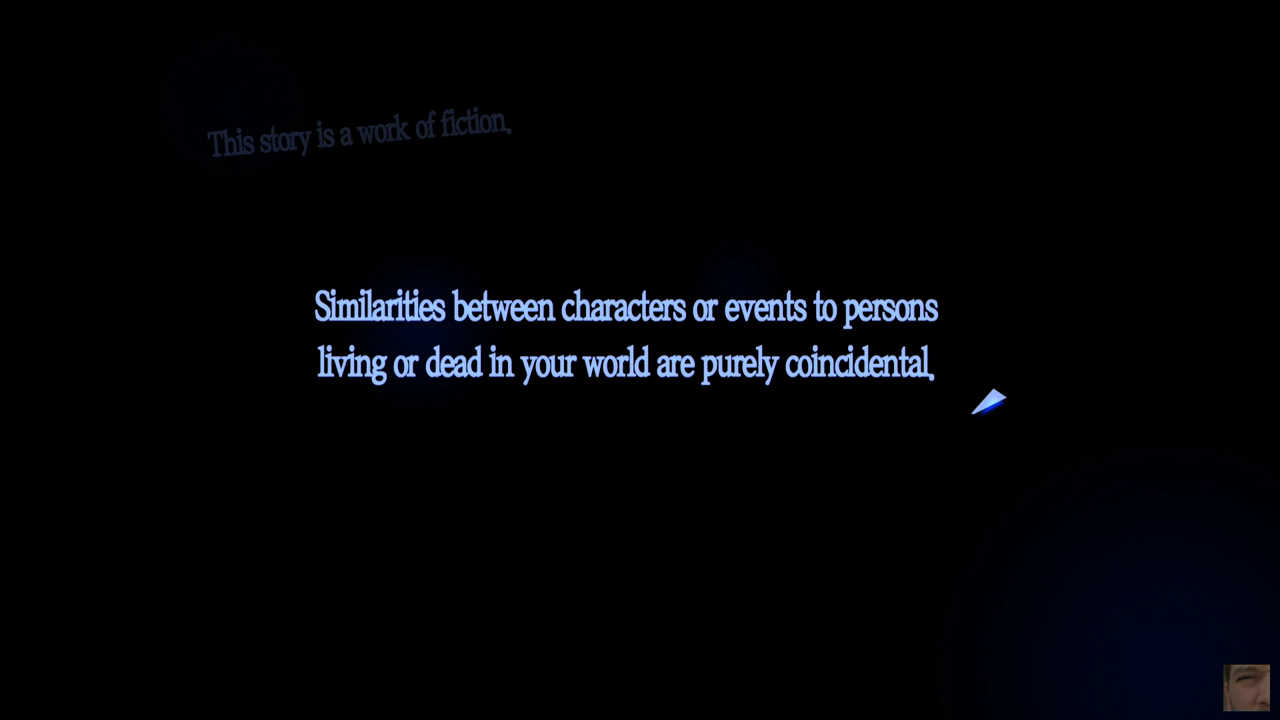 This story is a work of fiction.
Similarities between characters or events to persons
living or dead in your world are purely coincidental.